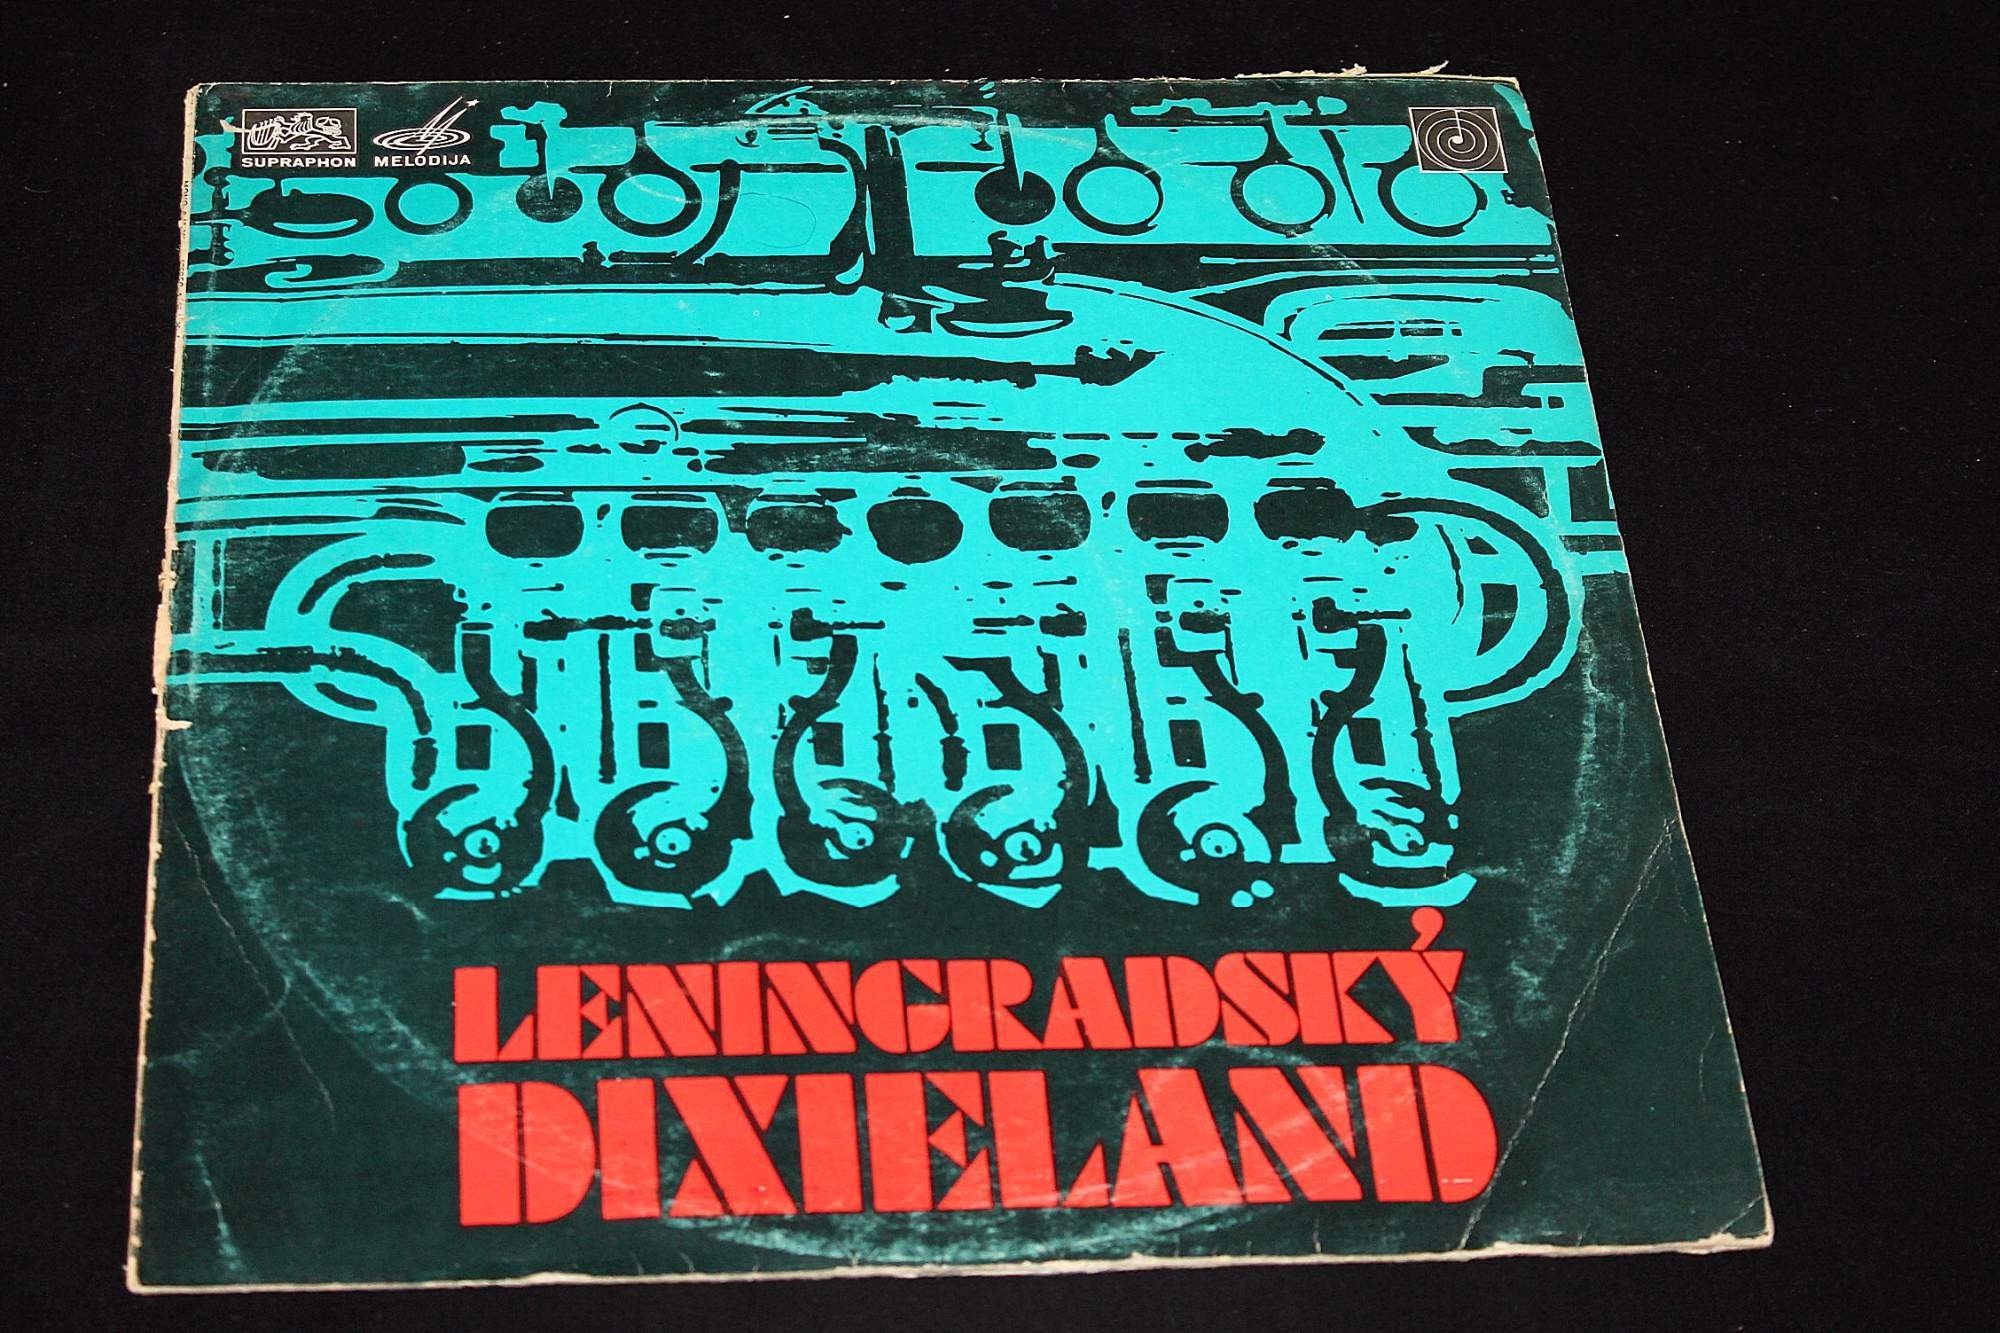 SUPRAPHON MELODIJA
LENINGRADSKÝ
DIXIELAND